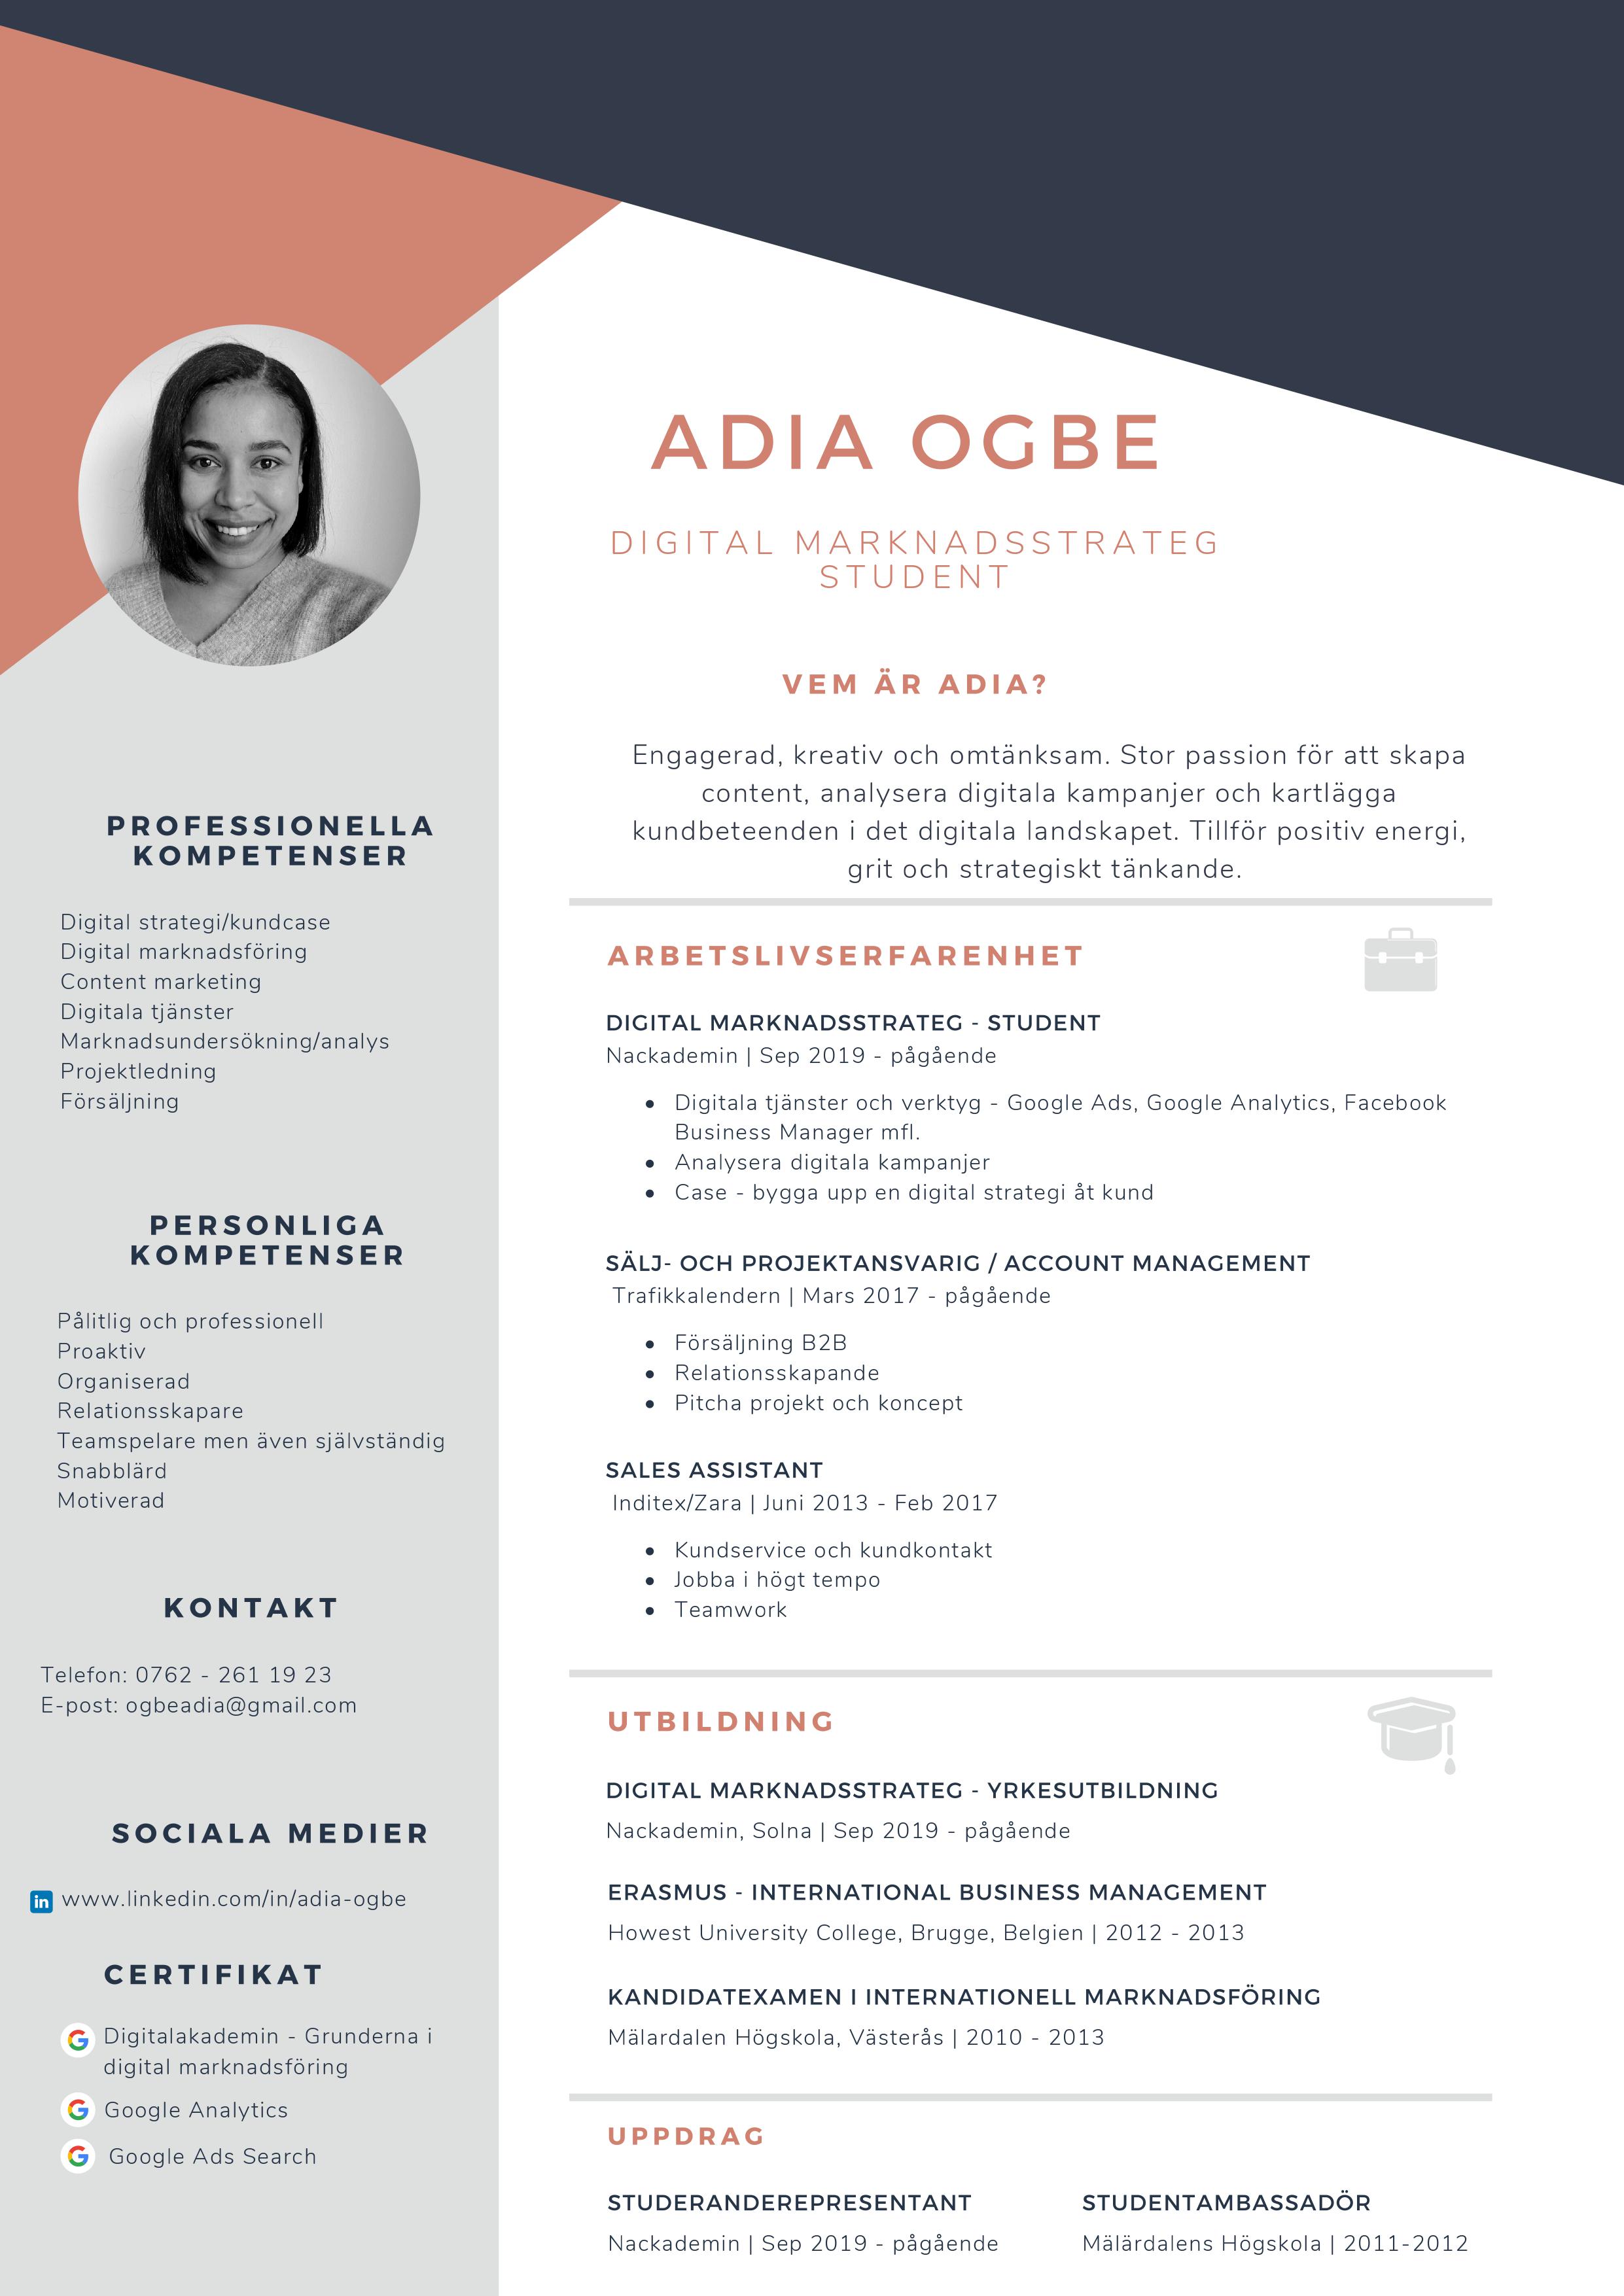 ADIA OGBE
DIGITAL MARKNADSSTRATEG
STUDENT
VEM ÄR ADIA?
Engagerad, kreativ och omtänksam. Stor passion för att skapa
content, analysera digitala kampanjer och kartlägga
kundbeteenden i det digitala landskapet. Tillför positiv energi,
grit och strategiskt tänkande.
PROFESSIONELLA
KOMPETENSER
Digital strategi/kundcase
Digital marknadsföring
Content marketing
Digitala tjänster
Marknadsundersökning/analys
Projektledning
Försäljning
PERSONLIGA
KOMPETENSER
Pålitlig och professionell
Proaktiv
Organiserad
Relationsskapare
Teamspelare men även självständig
Snabblärd
Motiverad
KONTAKT
Telefon: 0762 - 261 19 23
E-post: ogbeadia@gmail.com
SOCIALA MEDIER
in www.linkedin.com/in/adia-ogbe
CERTIFIKAT
G Digitalakademin - Grunderna i
digital marknadsföring
G Google Analytics
G Google Ads Search
ARBETSLIVSERFARENHET
DIGITAL MARKNADSSTRATEG - STUDENT
Nackademin | Sep 2019 - pågående
• Digitala tjänster och verktyg - Google Ads, Google Analytics, Facebook
Business Manager mfl.
• Analysera digitala kampanjer
• Case - bygga upp en digital strategi åt kund
SÄLJ- OCH PROJEKTANSVARIG / ACCOUNT MANAGEMENT
Trafikkalendern | Mars 2017 - pågående
• Försäljning B2B
• Relationsskapande
• Pitcha projekt och koncept
SALES ASSISTANT
Inditex/Zara | Juni 2013 - Feb 2017
• Kundservice och kundkontakt
• Jobba i högt tempo
• Teamwork
UTBILDNING
DIGITAL MARKNADSSTRATEG - YRKESUTBILDNING
Nackademin, Solna | Sep 2019 - pågående
ERASMUS - INTERNATIONAL BUSINESS MANAGEMENT
Howest University College, Brugge, Belgien | 2012 - 2013
KANDIDATEXAMEN I INTERNATIONELL MARKNADSFÖRING
Mälardalen Högskola, Västerås | 2010 - 2013
UPPDRAG
STUDERANDEREPRESENTANT
Nackademin | Sep 2019 - pågående
STUDENTAMBASSADÖR
Mälärdalens Högskola | 2011-2012